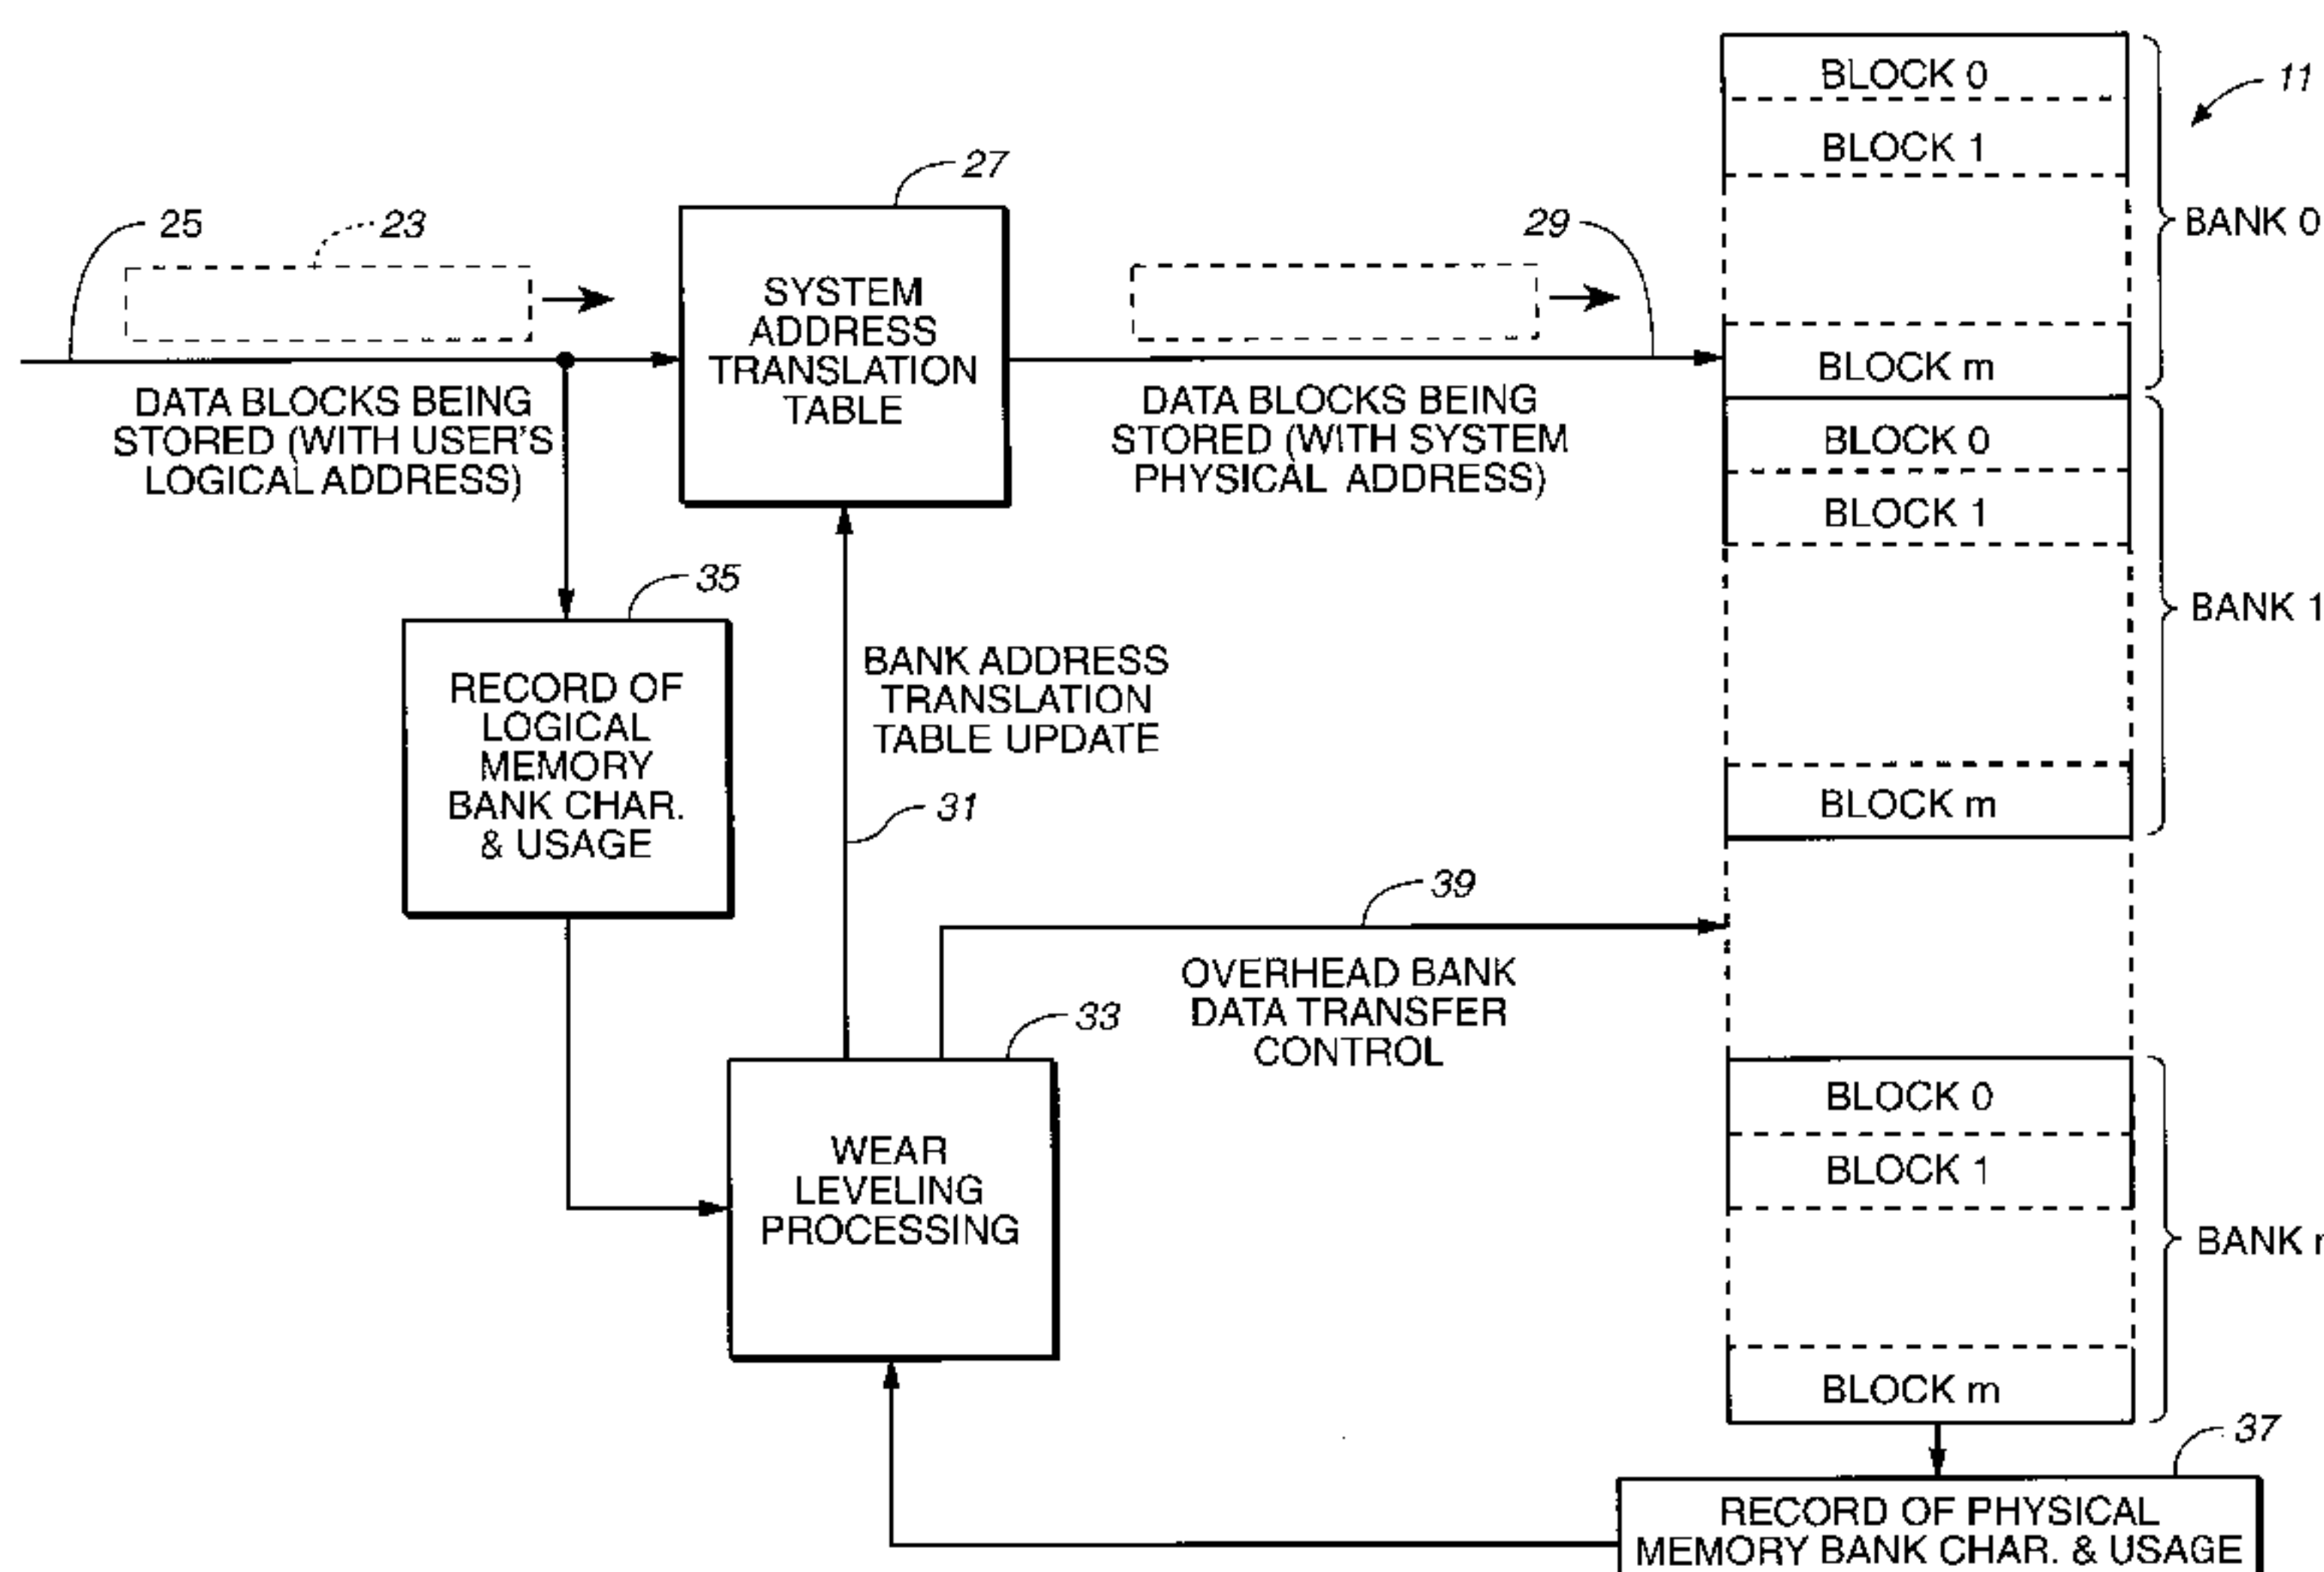 BLOCK 0
11
BLOCK 1
27
25
23
29
BANK 0
SYSTEM
ADDRESS
TRANSLATION
TABLE
BLOCK m
DATA BLOCKS BEING
STORED (WITH USER'S
LOGICAL ADDRESS)
DATA BLOCKS BEING
STORED (WITH SYSTEM
PHYSICAL ADDRESS)
BLOCK 0
BLOCK 1
35
BANK 1
RECORD OF
LOGICAL
MEMORY
BANK CHAR.
& USAGE
BANK ADDRESS
TRANSLATION
TABLE UPDATE
31
BLOCK m
39
OVERHEAD BANK
DATA TRANSFER
CONTROL
33
WEAR
LEVELING
PROCESSING
BLOCK 0
BLOCK 1
BANK
BLOCK m
37
RECORD OF PHYSICAL
MEMORY BANK CHAR. & USAGE